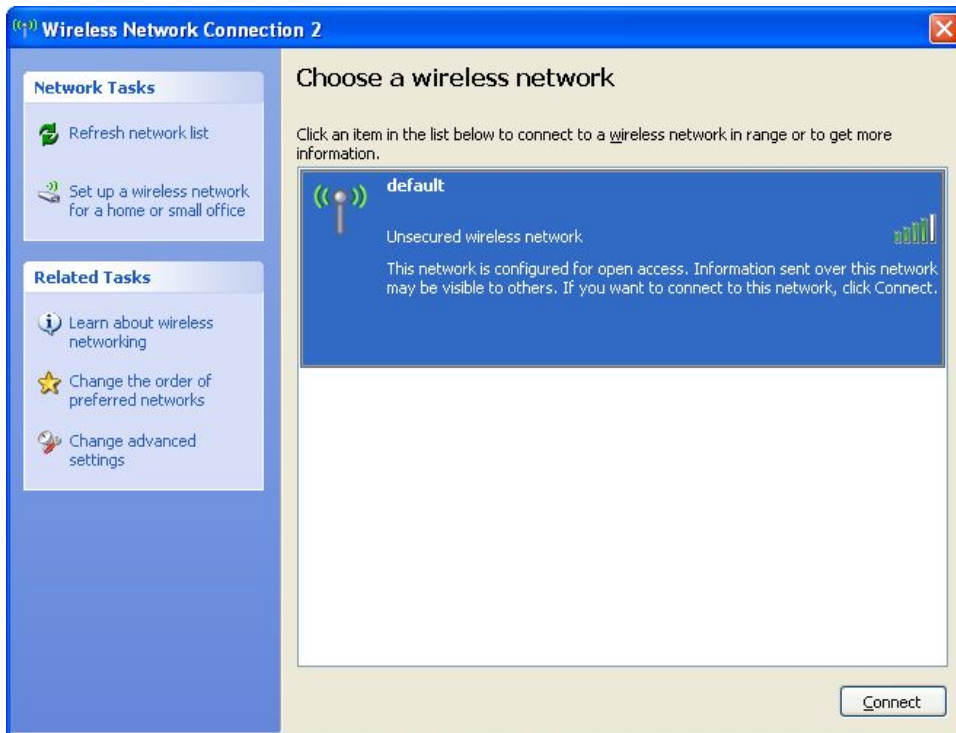 Wireless Network Connection 2
Network Tasks
Refresh network list
Set up a wireless network
for a home or small office
Related Tasks
Learn about wireless
networking
Change the order of
preferred networks
Change advanced
settings
Choose a wireless network
Click an item in the list below to connect to a wireless network in range or to get more
information.
default
Unsecured wireless network
This network is configured for open access. Information sent over this network
may be visible to others. If you want to connect to this network, click Connect.
Connect